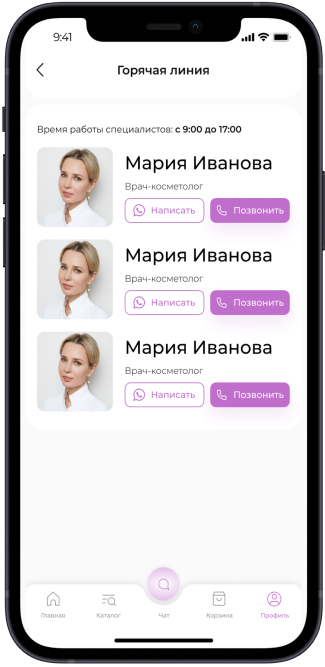 9:41
Горячая линия
Время работы специалистов: с 9:00 до 17:00
Мария Иванова
Врач-косметолог
Написать Позвонить
Мария Иванова
Врач-косметолог
Написать Позвонить
Мария Иванова
Врач-косметолог
Написать Позвонить
Главная Каталог Чат Корзина Профиль